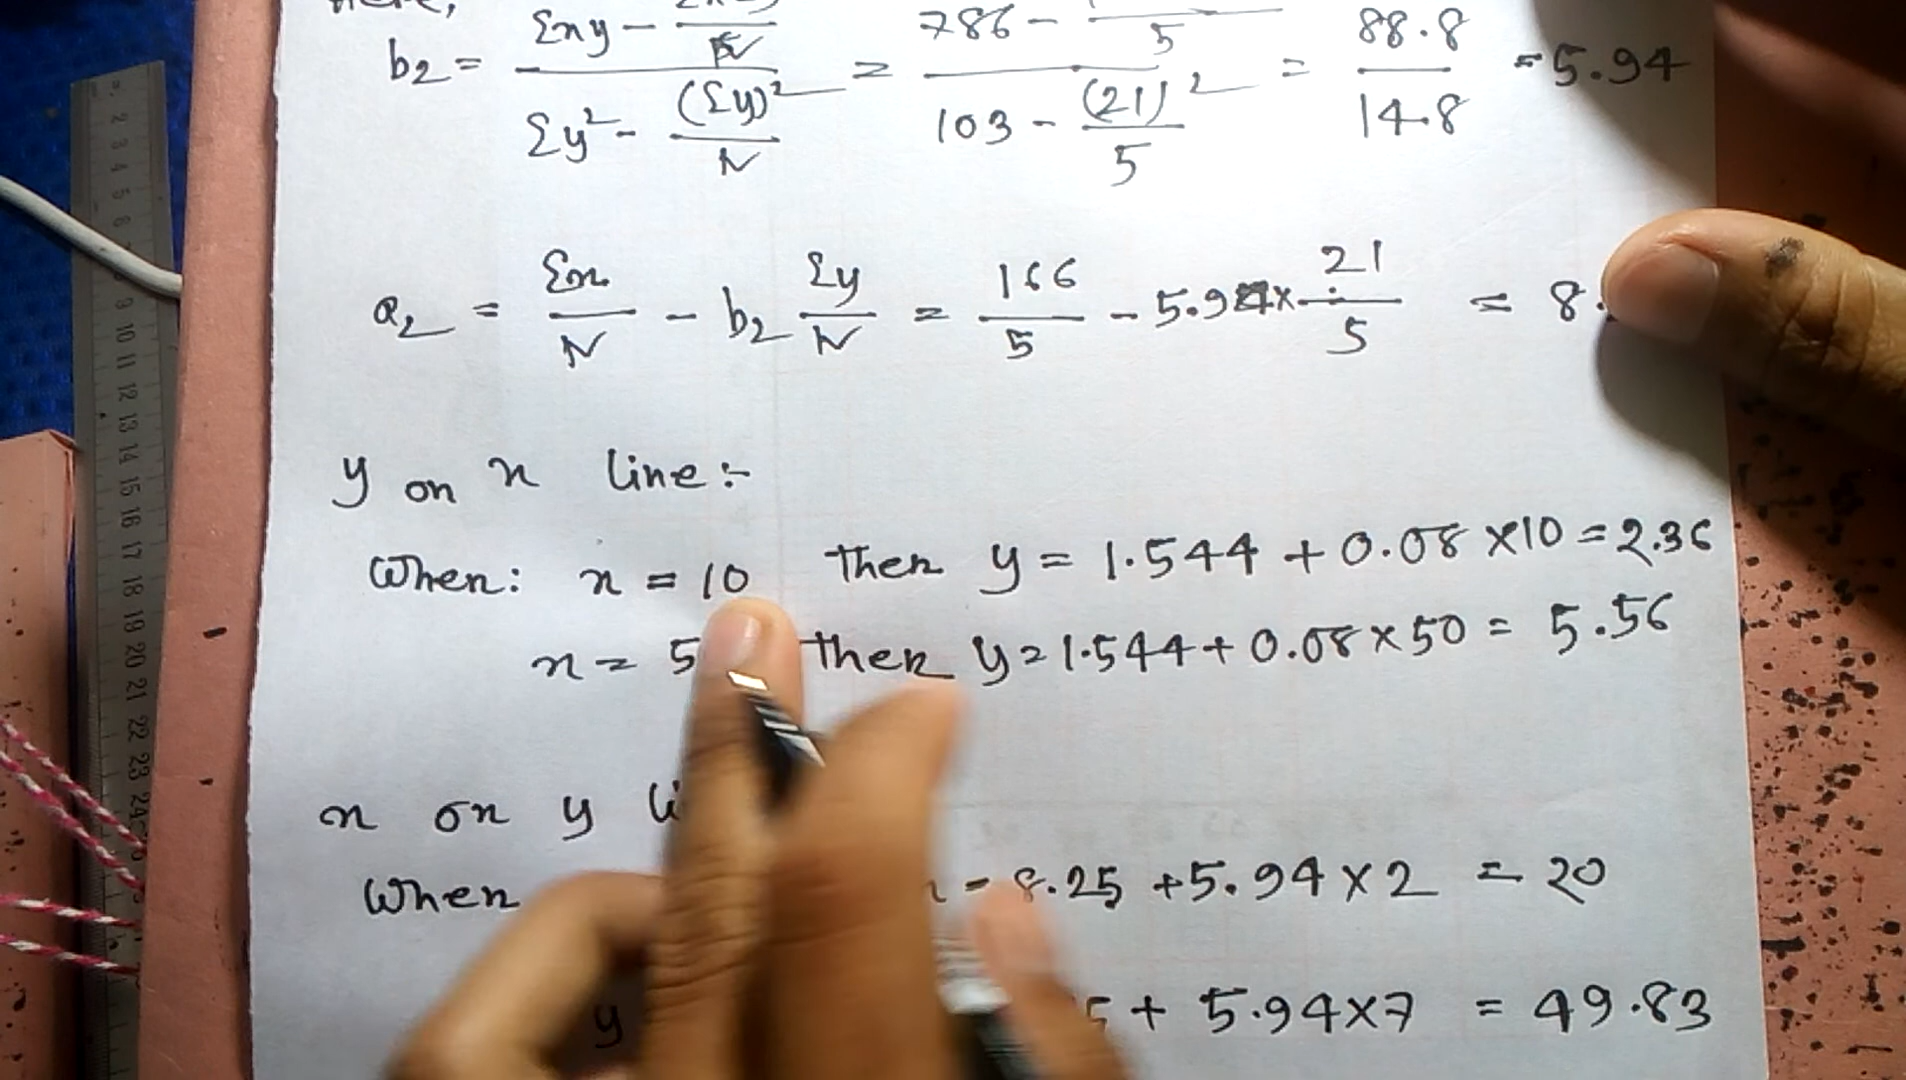 Here,
b2 = Σxy - / N / Σy² - (Σy)² / N = 786 - / 5 / 103 - (21)² / 5 = 88.8 / 14.8 = 5.94
a2 = Σx / N - b2 Σy / N = 166 / 5 - 5.94 × 21 / 5 = 8.
y on x line :-
When: x = 10 then y = 1.544 + 0.08 × 10 = 2.36
x = 5 then y = 1.544 + 0.08 × 50 = 5.56
x on y li
When - 8.25 + 5.94 × 2 = 20
y 5 + 5.94 × 7 = 49.83